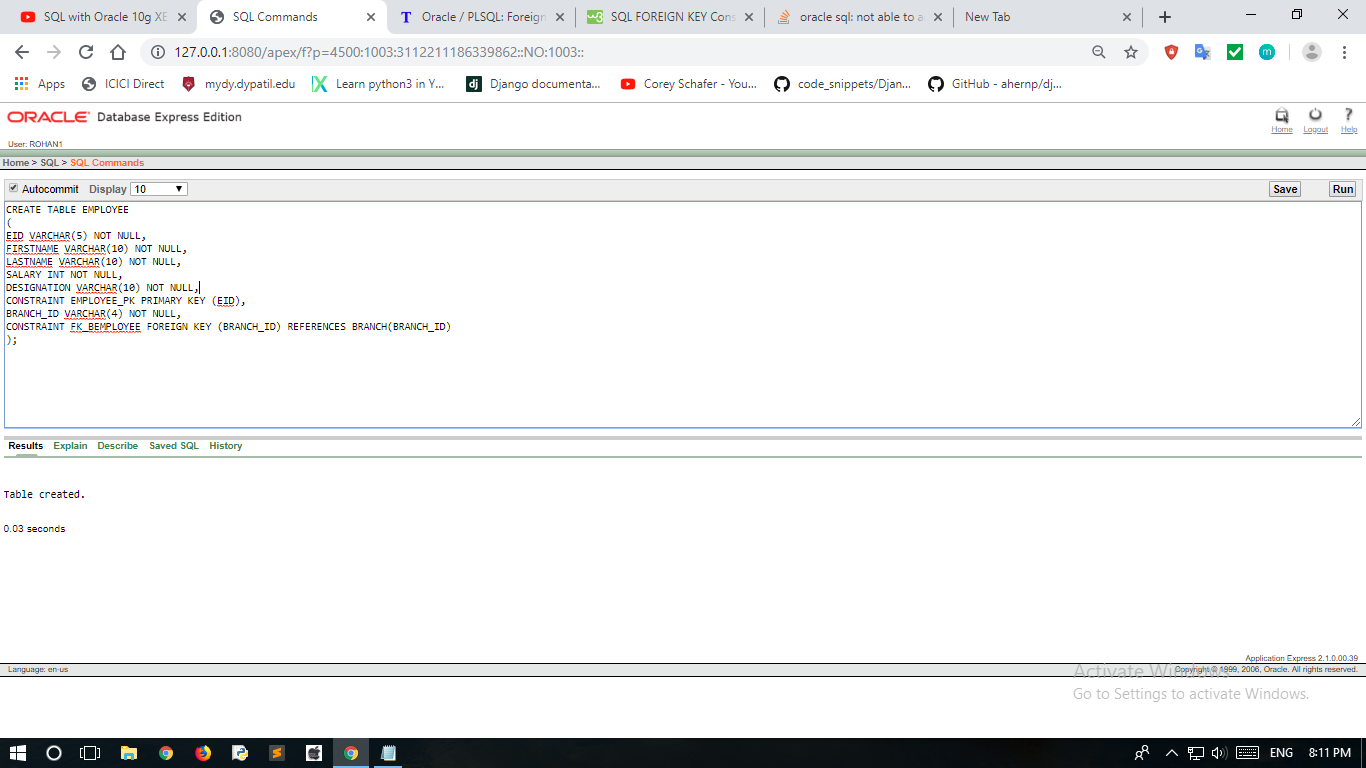 SQL with Oracle 10g XE
SQL Commands
Oracle / PLSQL: Foreign
SQL FOREIGN KEY Cons
oracle sql: not able to a
New Tab
127.0.0.1:8080/apex/f?p=4500:1003:3112211186339862::NO:1003::
Apps
ICICI Direct
mydy.dypatil.edu
Learn python3 in Y...
Django documenta...
Corey Schafer - You...
code_snippets/Djan...
GitHub - ahernp/dj...
ORACLE Database Express Edition
Home Logout Help
User: ROHAN1
Home > SQL > SQL Commands
Autocommit Display 10 Save Run
CREATE TABLE EMPLOYEE
(
EID VARCHAR(5) NOT NULL,
FIRSTNAME VARCHAR(10) NOT NULL,
LASTNAME VARCHAR(10) NOT NULL,
SALARY INT NOT NULL,
DESIGNATION VARCHAR(10) NOT NULL,
CONSTRAINT EMPLOYEE_PK PRIMARY KEY (EID),
BRANCH_ID VARCHAR(4) NOT NULL,
CONSTRAINT FK_BEMPOLYEE FOREIGN KEY (BRANCH_ID) REFERENCES BRANCH(BRANCH_ID)
);
Results Explain Describe Saved SQL History
Table created.
0.03 seconds
Application Express 2.1.0.00.39
Language: en-us
Copyright © 1999, 2006, Oracle. All rights reserved.
Activate Windows
Go to Settings to activate Windows.
ENG 8:11 PM